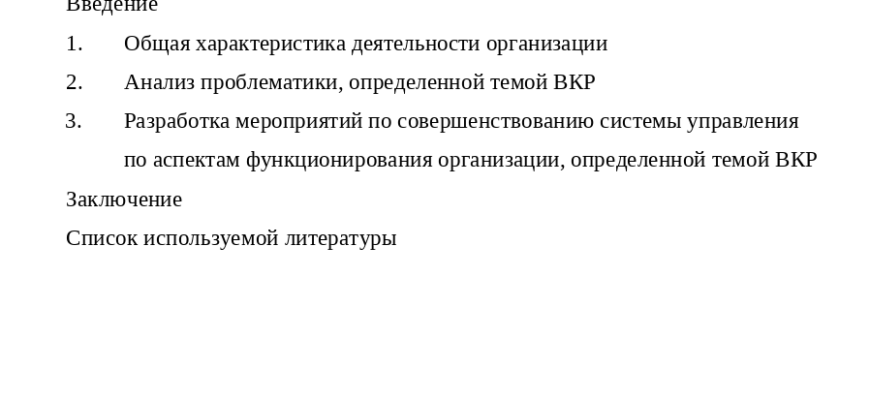 Введение
1. Общая характеристика деятельности организации
2. Анализ проблематики, определенной темой ВКР
3. Разработка мероприятий по совершенствованию системы управления
по аспектам функционирования организации, определенной темой ВКР
Заключение
Список используемой литературы